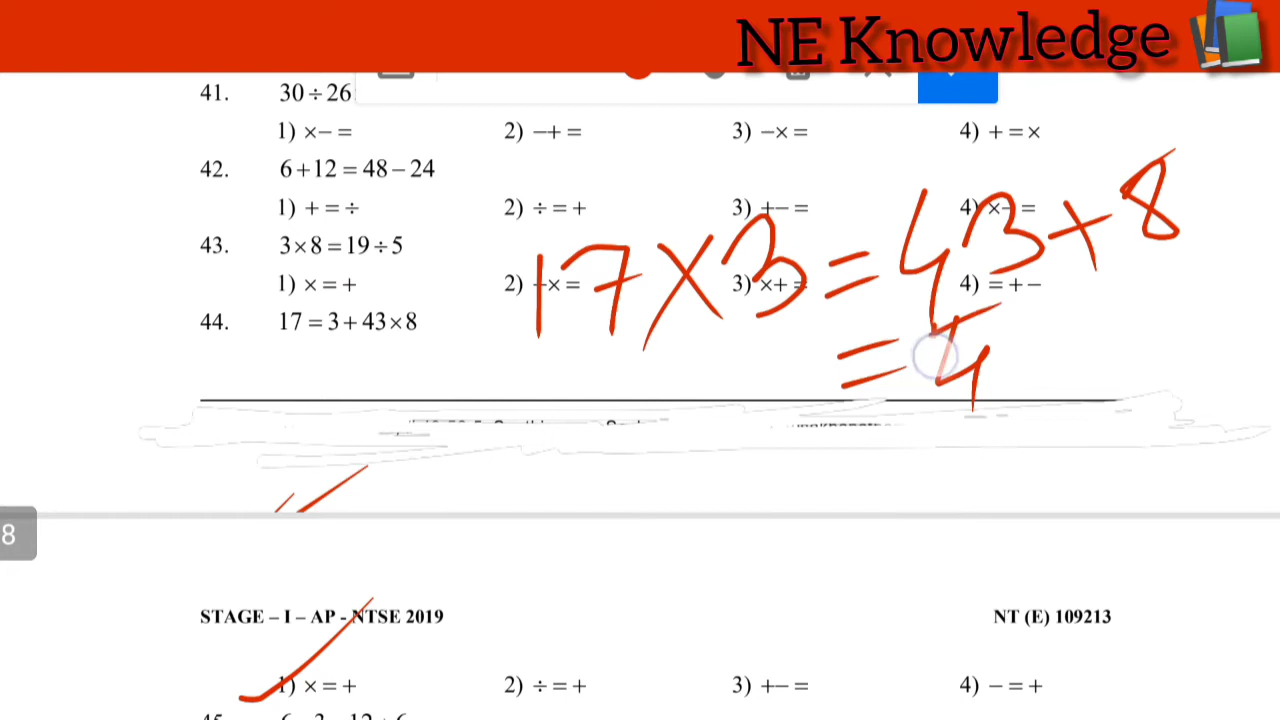 NE Knowledge
41. 30 ÷ 26
1) ×− = 2) −+ = 3) −× = 4) + = ×
42. 6 + 12 = 48 − 24
1) + = ÷ 2) ÷ = + 3) +− = 4) ×− =
43. 3 × 8 = 19 ÷ 5
1) × = + 2) × = 3) ×+ = 4) = + −
17 × 3 = 43 + 8
44. 17 = 3 + 43 × 8
8
STAGE – I – AP - NTSE 2019 NT (E) 109213
1) × = + 2) ÷ = + 3) +− = 4) − = +